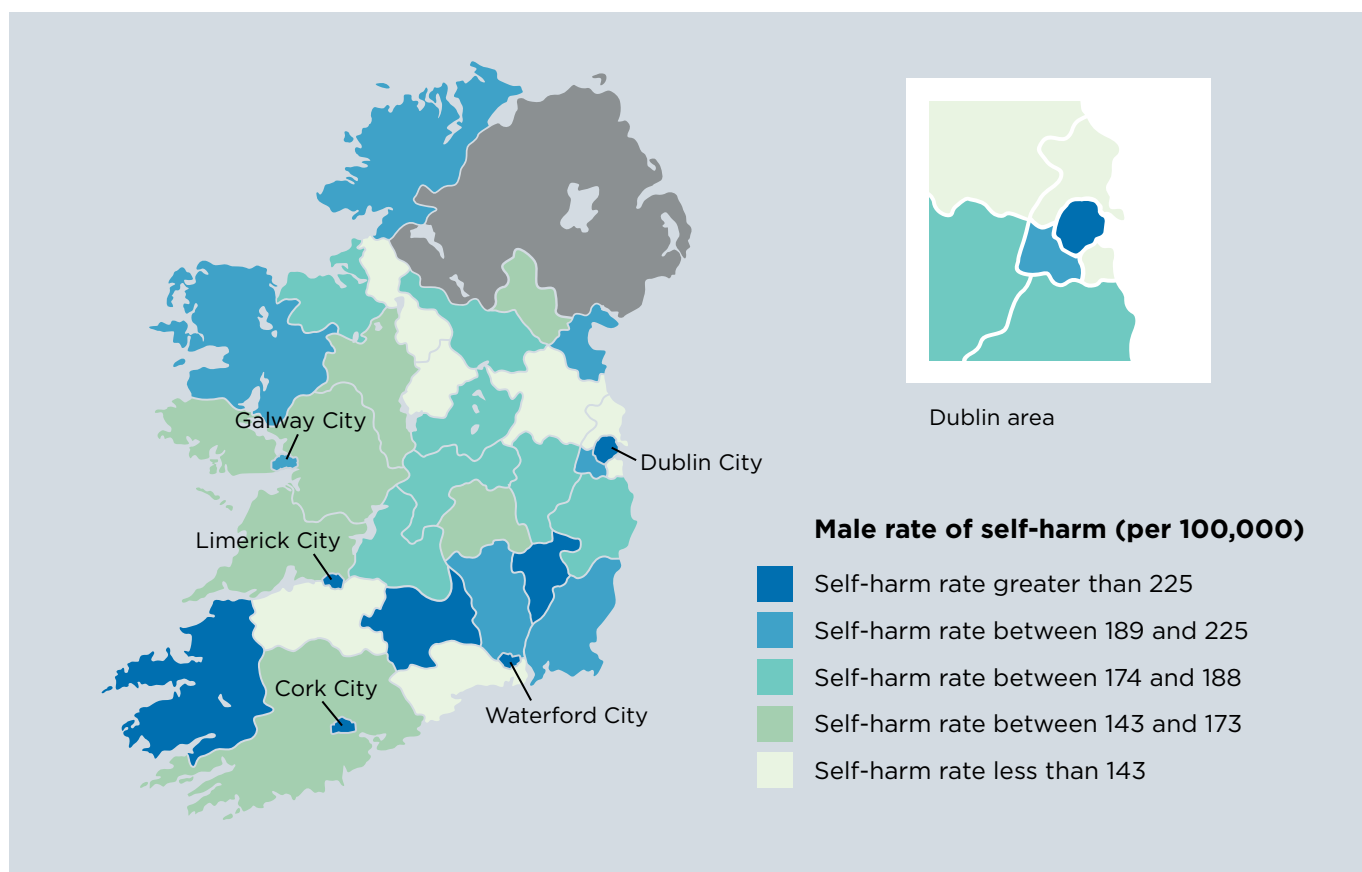 Galway City
Dublin City
Limerick City
Cork City
Waterford City
Dublin area
Male rate of self-harm (per 100,000)
Self-harm rate greater than 225
Self-harm rate between 189 and 225
Self-harm rate between 174 and 188
Self-harm rate between 143 and 173
Self-harm rate less than 143